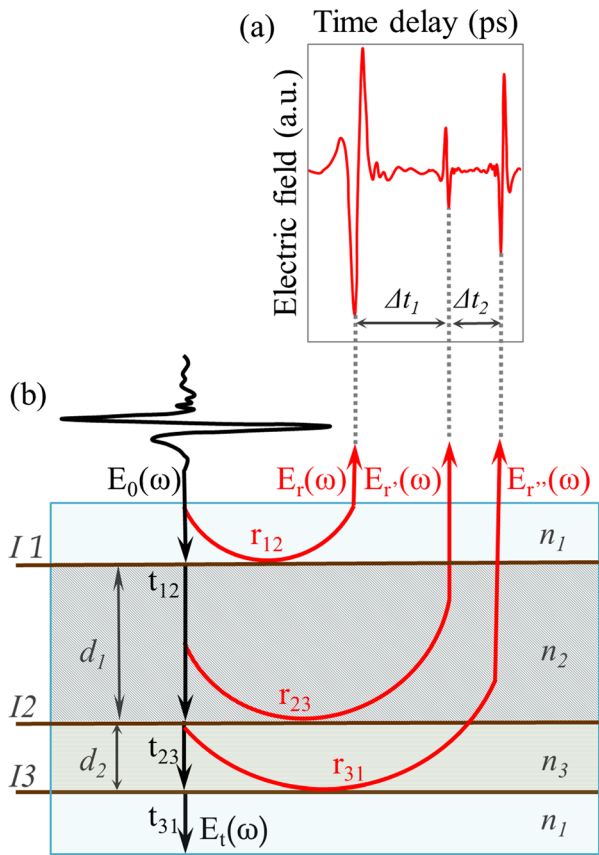 (a)
Time delay (ps)
Electric field (a.u.)
Δt₁
Δt₂
(b)
E₀(ω)
Eᵣ(ω)
Eᵣ’(ω)
Eᵣ’’(ω)
r₁₂
n₁
I 1
t₁₂
d₁
n₂
r₂₃
I2
t₂₃
d₂
r₃₁
n₃
I3
t₃₁
Eₜ(ω)
n₁